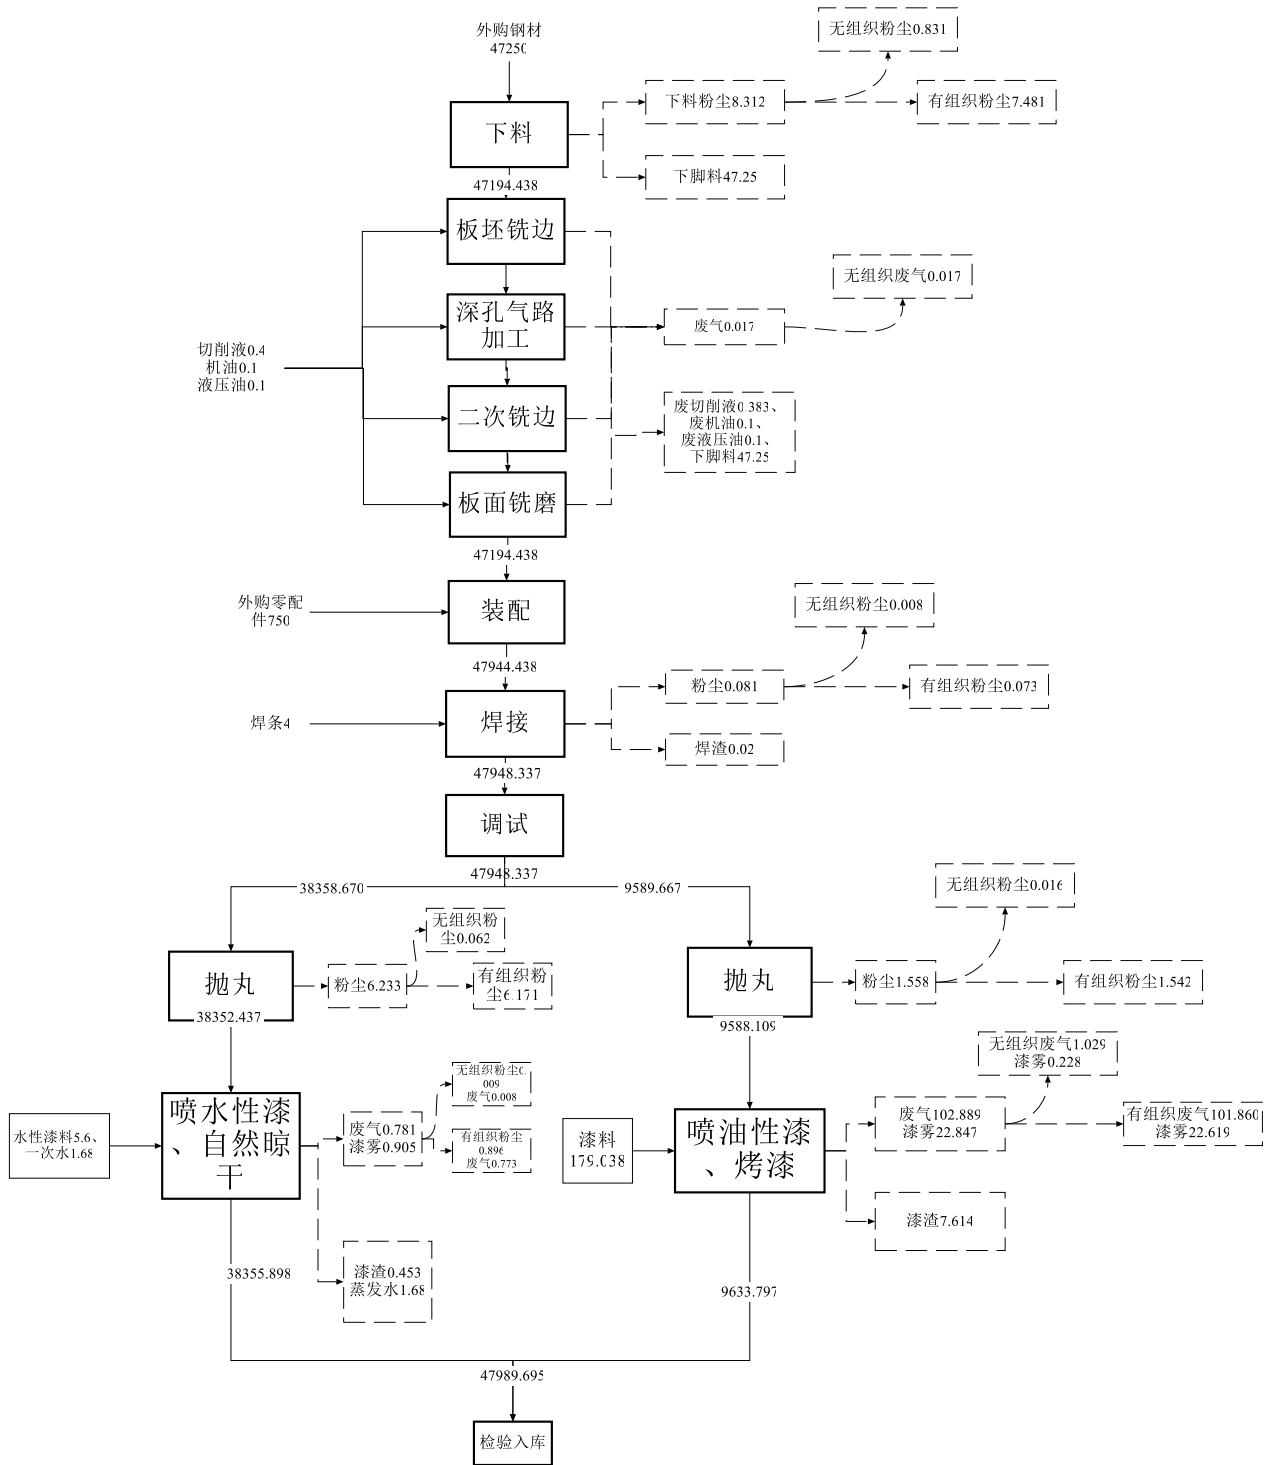 外购钢材
47250
无组织粉尘0.831
下料粉尘8.312
有组织粉尘7.481
下料
下脚料47.25
47194.438
板坯铣边
无组织废气0.017
深孔气路
加工
废气0.017
切削液0.4
机油0.1
液压油0.1
二次铣边
废切削液0.383、
废机油0.1、
废液压油0.1、
下脚料47.25
板面铣磨
47194.438
外购零配
件750
装配
无组织粉尘0.008
47944.438
粉尘0.081
有组织粉尘0.073
焊条4
焊接
焊渣0.02
47948.337
调试
47948.337
38358.670
9589.667
无组织粉尘0.016
无组织粉
尘0.062
抛丸
粉尘6.233
有组织粉
尘6.171
抛丸
粉尘1.558
有组织粉尘1.542
38352.437
9588.109
无组织废气1.029
漆雾0.228
无组织粉尘0.
009
废气0.008
水性漆料5.6、
一次水1.68
喷水性漆
、自然晾
干
废气0.781
漆雾0.905
有组织粉尘
0.896
废气0.773
漆料
179.038
喷油性漆
、烤漆
废气102.889
漆雾22.847
有组织废气101.860
漆雾22.619
漆渣7.614
38355.898
漆渣0.453
蒸发水1.68
9633.797
47989.695
检验入库